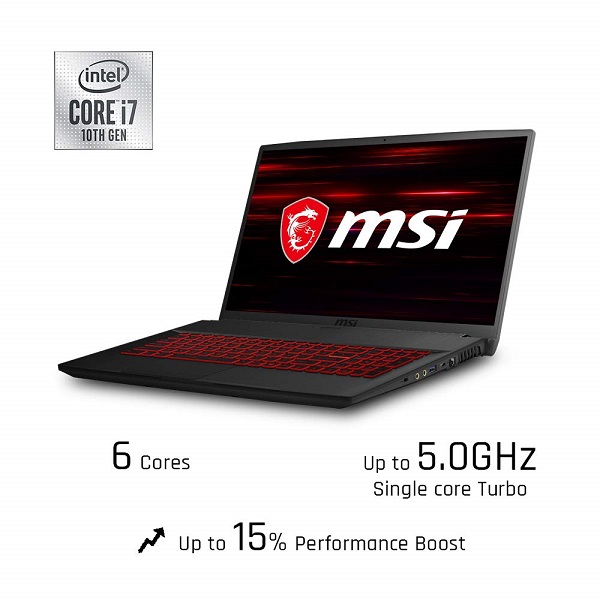 intel
CORE i7
10TH GEN
msi
msi
6 Cores
Up to 5.0GHz
Single core Turbo
Up to 15% Performance Boost